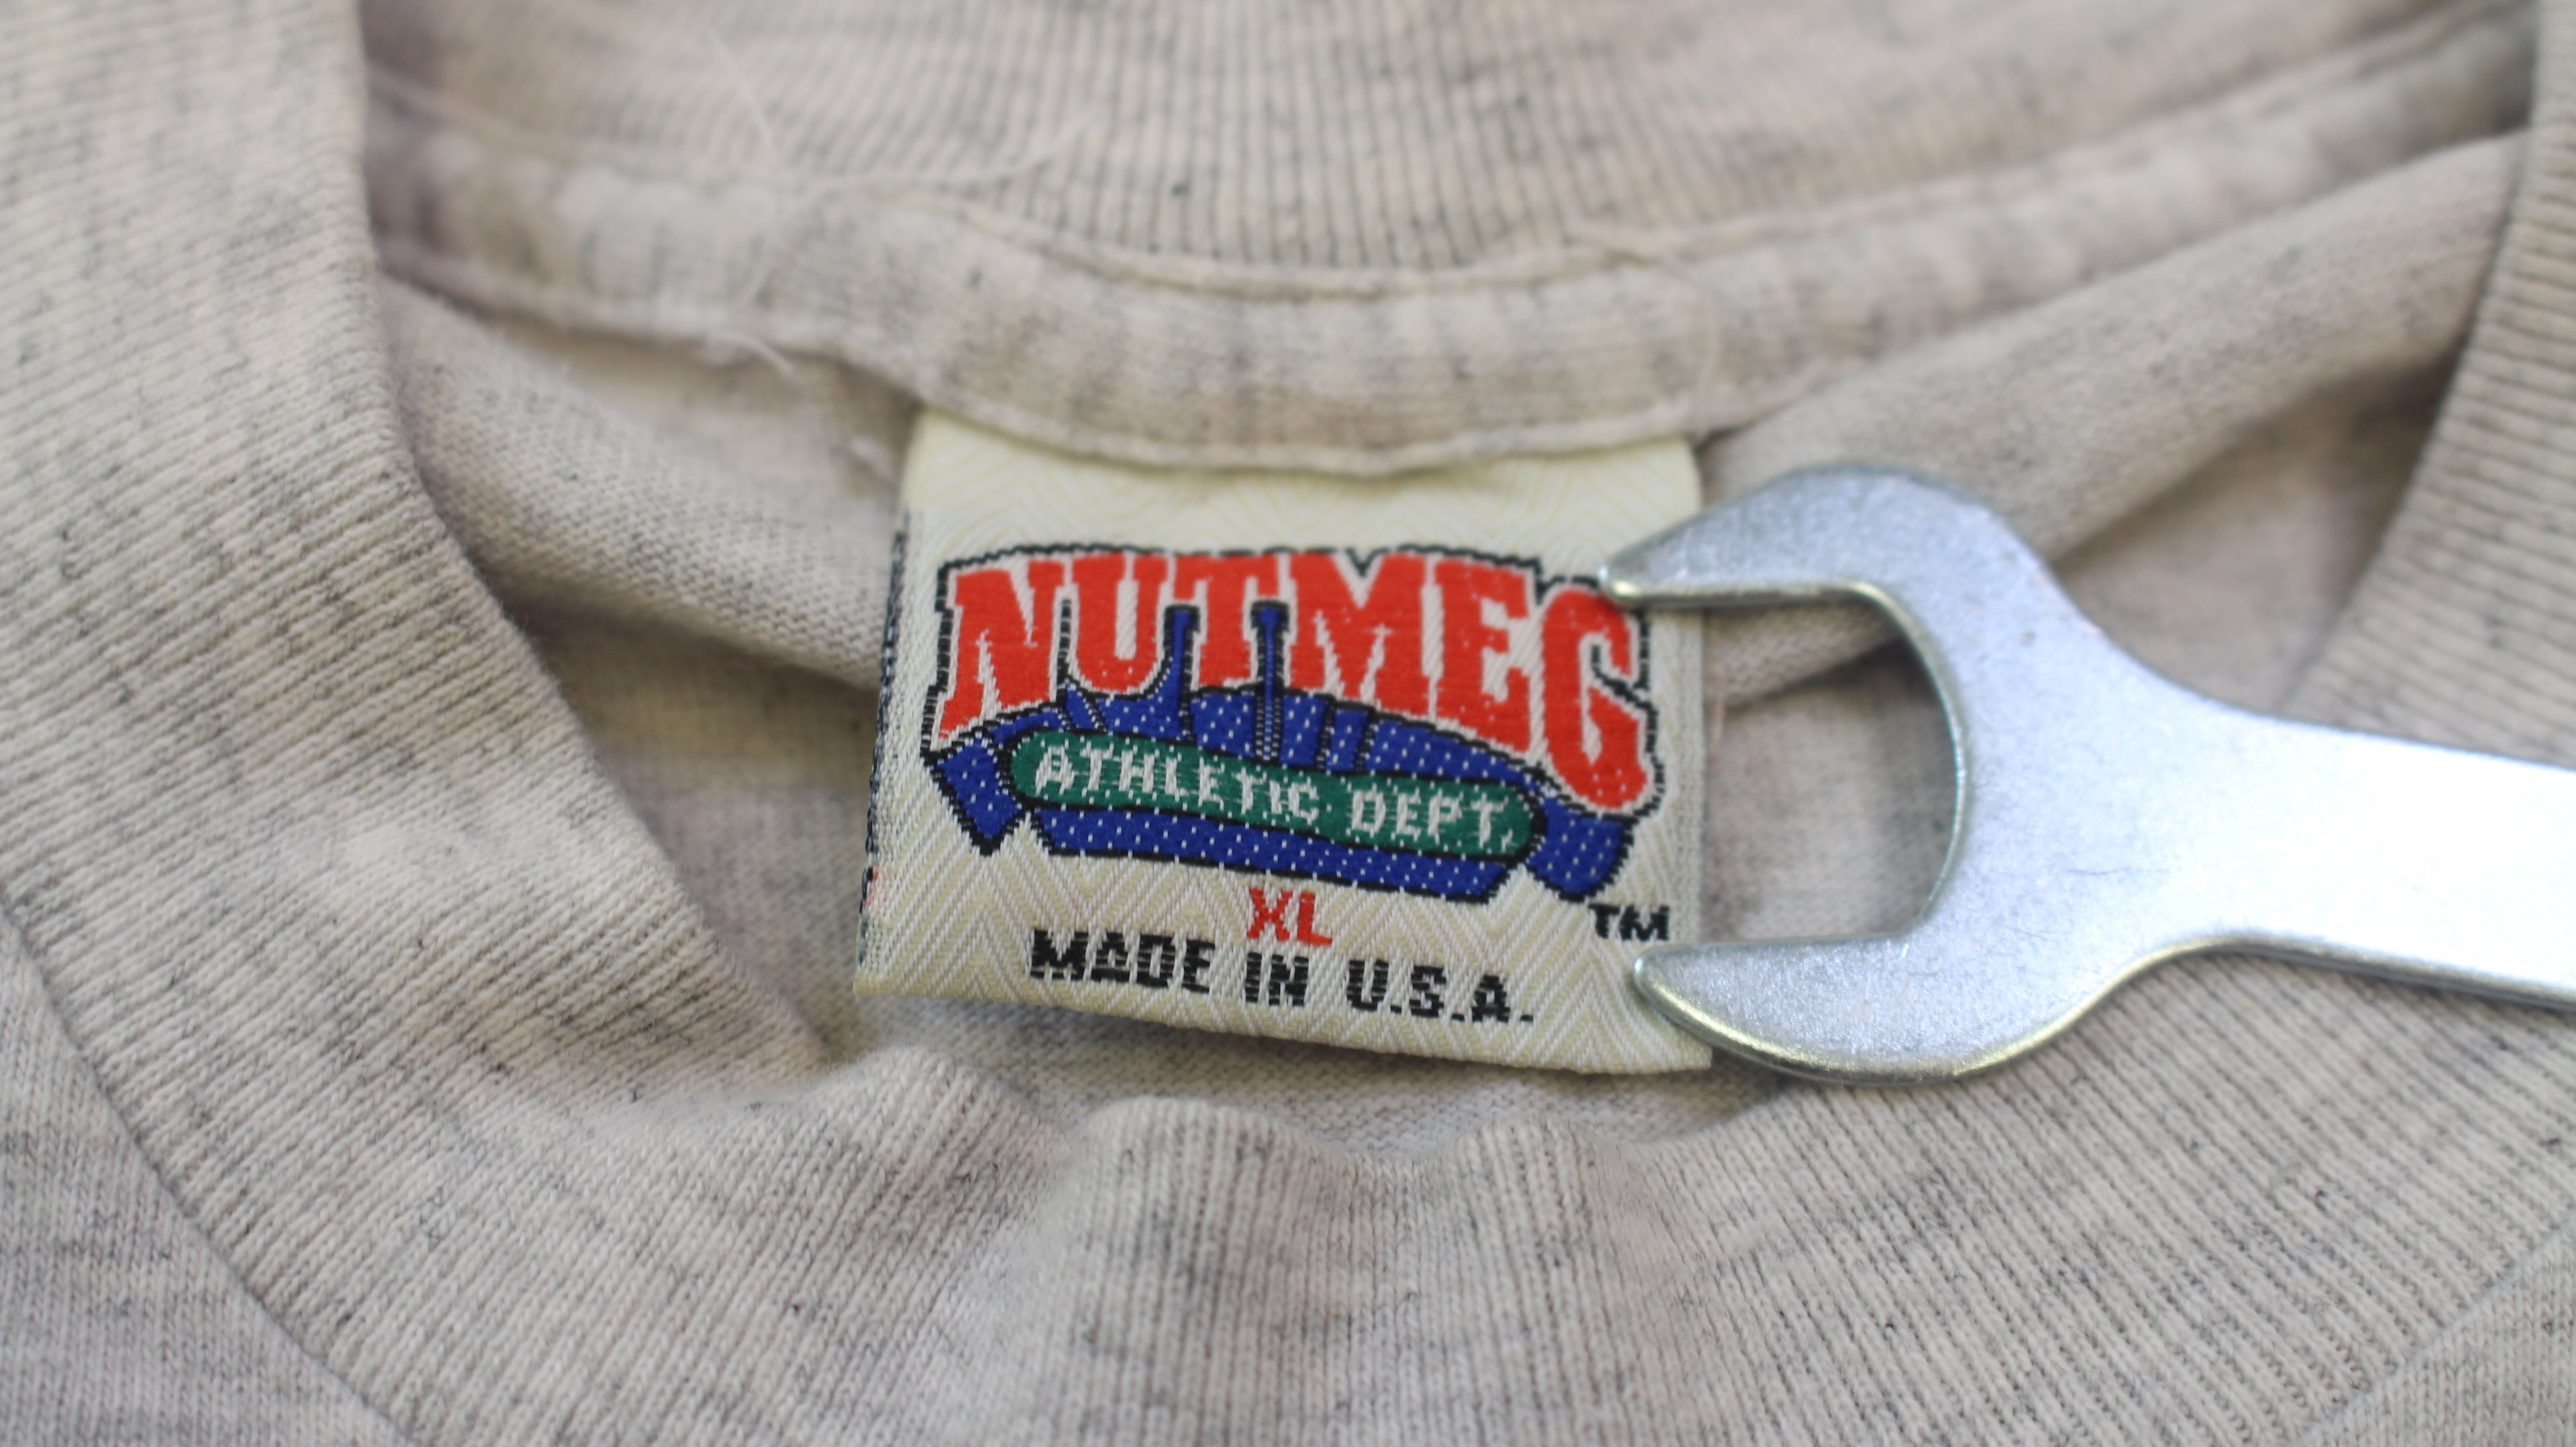 NUTMEG
ATHLETIC DEPT.
XL
TM
MADE IN U.S.A.